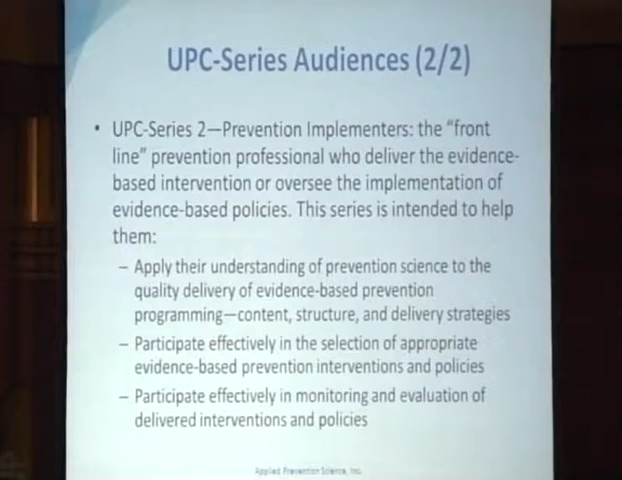 UPC-Series Audiences (2/2)
• UPC-Series 2—Prevention Implementers: the "front
line" prevention professional who deliver the evidence-
based intervention or oversee the implementation of
evidence-based policies. This series is intended to help
them:
– Apply their understanding of prevention science to the
quality delivery of evidence-based prevention
programming—content, structure, and delivery strategies
– Participate effectively in the selection of appropriate
evidence-based prevention interventions and policies
– Participate effectively in monitoring and evaluation of
delivered interventions and policies
Applied Prevention Science, Inc.